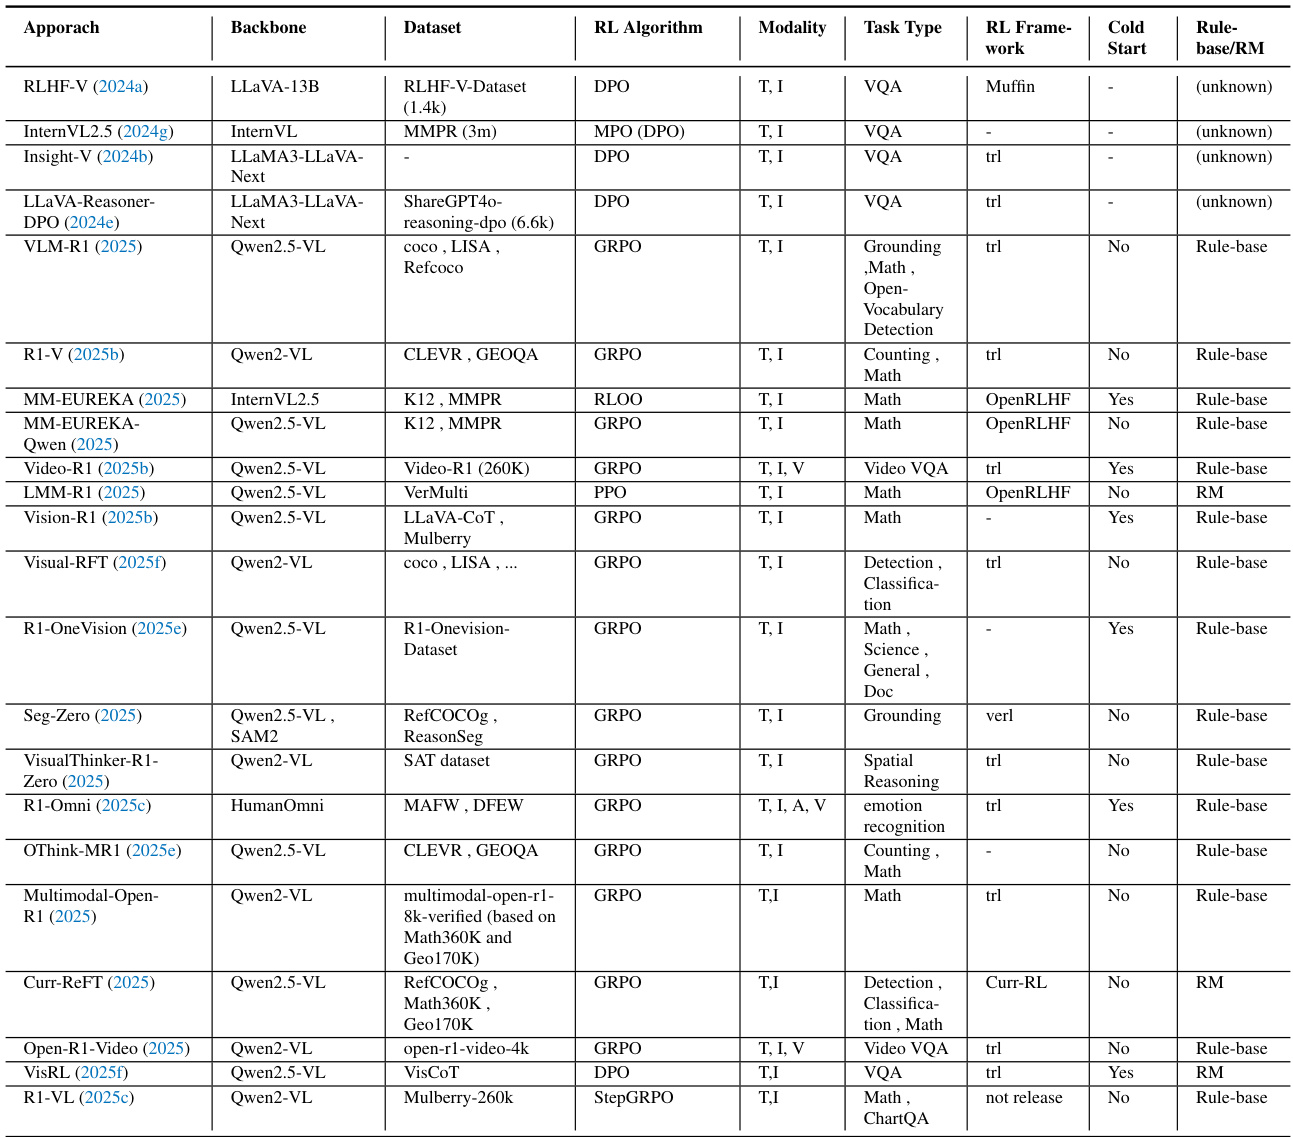 Apporach Backbone Dataset RL Algorithm Modality Task Type RL Frame- Cold Rule-
work Start base/RM
RLHF-V (2024a) LLaVA-13B RLHF-V-Dataset DPO T, I VQA Muffin - (unknown)
(1.4k)
InternVL2.5 (2024g) InternVL MMPR (3m) MPO (DPO) T, I VQA - - (unknown)
Insight-V (2024b) LLaMA3-LLaVA- - DPO T, I VQA trl - (unknown)
Next
LLaVA-Reasoner- LLaMA3-LLaVA- ShareGPT4o- DPO T, I VQA trl - (unknown)
DPO (2024e) Next reasoning-dpo (6.6k)
VLM-R1 (2025) Qwen2.5-VL coco , LISA , GRPO T, I Grounding trl No Rule-base
Refcoco ,Math ,
Open-
Vocabulary
Detection
R1-V (2025b) Qwen2-VL CLEVR , GEOQA GRPO T, I Counting , trl No Rule-base
Math
MM-EUREKA (2025) InternVL2.5 K12 , MMPR RLOO T, I Math OpenRLHF Yes Rule-base
MM-EUREKA- Qwen2.5-VL K12 , MMPR GRPO T, I Math OpenRLHF No Rule-base
Qwen (2025)
Video-R1 (2025b) Qwen2.5-VL Video-R1 (260K) GRPO T, I, V Video VQA trl Yes Rule-base
LMM-R1 (2025) Qwen2.5-VL VerMulti PPO T, I Math OpenRLHF No RM
Vision-R1 (2025b) Qwen2.5-VL LLaVA-CoT , GRPO T, I Math - Yes Rule-base
Mulberry
Visual-RFT (2025f) Qwen2-VL coco , LISA , ... GRPO T, I Detection , trl No Rule-base
Classifica-
tion
R1-OneVision (2025e) Qwen2.5-VL R1-Onevision- GRPO T, I Math , - Yes Rule-base
Dataset Science ,
General ,
Doc
Seg-Zero (2025) Qwen2.5-VL , RefCOCOg , GRPO T, I Grounding verl No Rule-base
SAM2 ReasonSeg
VisualThinker-R1- Qwen2-VL SAT dataset GRPO T, I Spatial trl No Rule-base
Zero (2025) Reasoning
R1-Omni (2025c) HumanOmni MAFW , DFEW GRPO T, I, A, V emotion trl Yes Rule-base
recognition
OThink-MR1 (2025e) Qwen2.5-VL CLEVR , GEOQA GRPO T, I Counting , - No Rule-base
Math
Multimodal-Open- Qwen2-VL multimodal-open-r1- GRPO T,I Math trl No Rule-base
R1 (2025) 8k-verified (based on
Math360K and
Geo170K)
Curr-ReFT (2025) Qwen2.5-VL RefCOCOg , GRPO T,I Detection , Curr-RL No RM
Math360K , Classifica-
Geo170K tion , Math
Open-R1-Video (2025) Qwen2-VL open-r1-video-4k GRPO T, I, V Video VQA trl No Rule-base
VisRL (2025f) Qwen2.5-VL VisCoT DPO T,I VQA trl Yes RM
R1-VL (2025c) Qwen2-VL Mulberry-260k StepGRPO T,I Math , not release No Rule-base
ChartQA